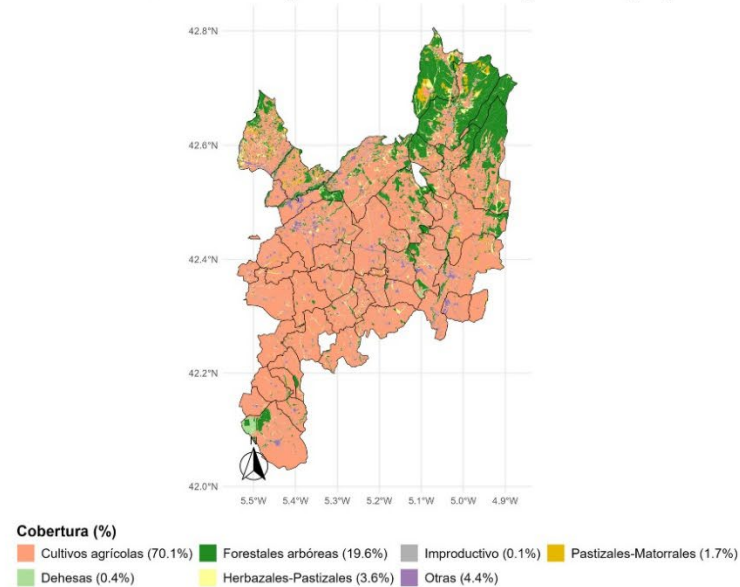 42.8°N
42.6°N
42.4°N
42.2°N
42.0°N
N
5.5°W 5.4°W 5.3°W 5.2°W 5.1°W 5.0°W 4.9°W
Cobertura (%)
Cultivos agrícolas (70.1%) Forestales arbóreas (19.6%) Improductivo (0.1%) Pastizales-Matorrales (1.7%)
Dehesas (0.4%) Herbazales-Pastizales (3.6%) Otras (4.4%)